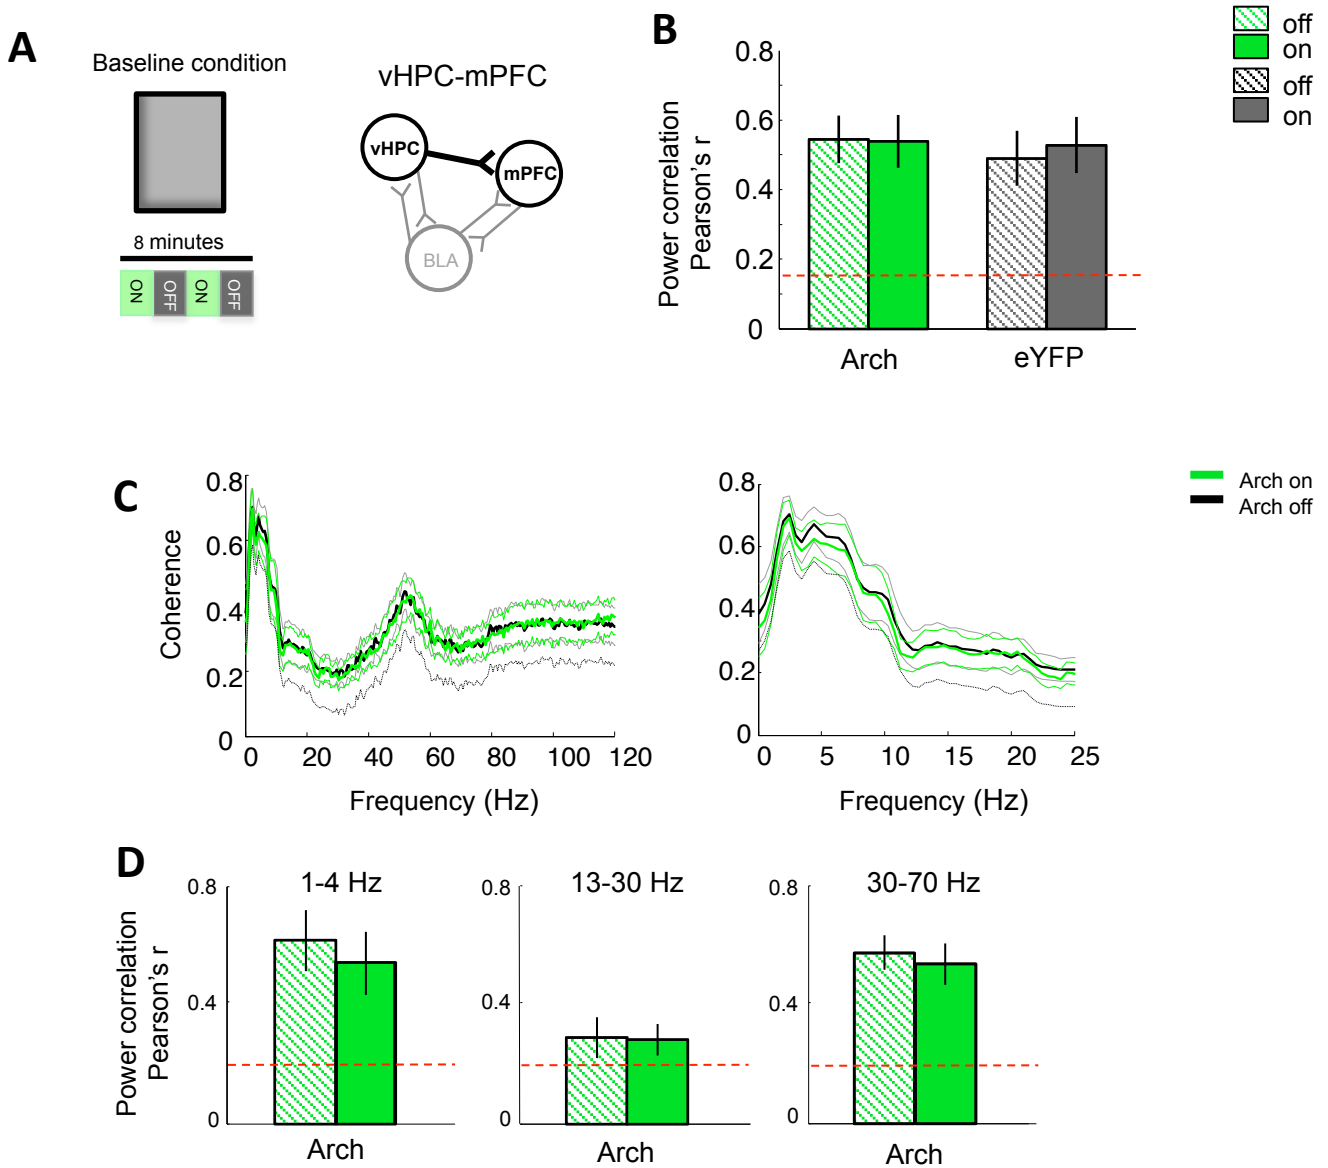 A
Baseline condition
8 minutes
ON
OFF
ON
OFF
vHPC-mPFC
vHPC
mPFC
BLA
B
Power correlation
Pearson's r
0.8
0.6
0.4
0.2
0
Arch
eYFP
off
on
off
on
C
Coherence
0.8
0.6
0.4
0.2
0
0 20 40 60 80 100 120
Frequency (Hz)
0.8
0.6
0.4
0.2
0
0 5 10 15 20 25
Frequency (Hz)
Arch on
Arch off
D
Power correlation
Pearson's r
1-4 Hz
0.8
0.4
0
Arch
13-30 Hz
0.8
0.4
0
Arch
30-70 Hz
0.8
0.4
0
Arch